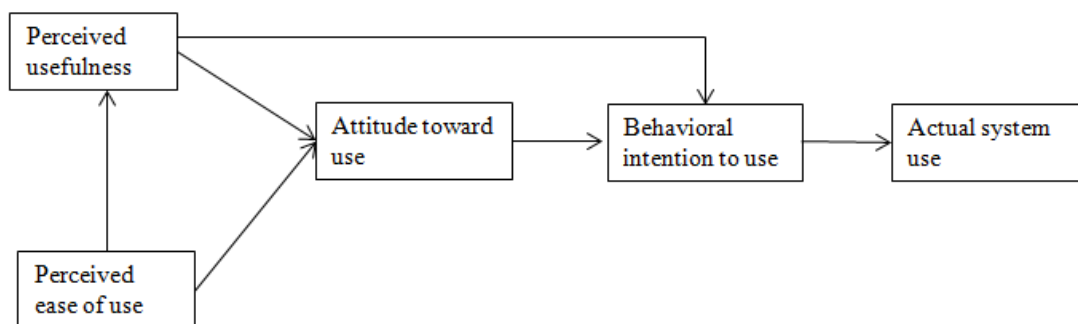 Perceived
usefulness
Attitude toward
use
Behavioral
intention to use
Actual system
use
Perceived
ease of use